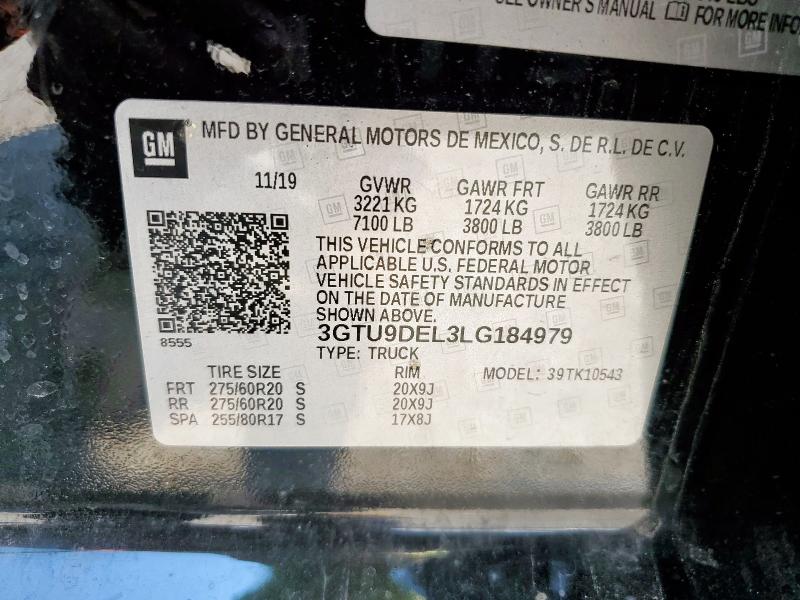 SEE OWNER'S MANUAL FOR MORE INFO
GM MFD BY GENERAL MOTORS DE MEXICO, S. DE R.L. DE C.V.
11/19 GVWR GAWR FRT GAWR RR
3221 KG 1724 KG 1724 KG
7100 LB 3800 LB 3800 LB
THIS VEHICLE CONFORMS TO ALL
APPLICABLE U.S. FEDERAL MOTOR
VEHICLE SAFETY STANDARDS IN EFFECT
ON THE DATE OF MANUFACTURE
SHOWN ABOVE.
3GTU9DEL3LG184979
8555
TYPE: TRUCK
TIRE SIZE RIM MODEL: 39TK10543
FRT 275/60R20 S 20X9J
RR 275/60R20 S 20X9J
SPA 255/80R17 S 17X8J